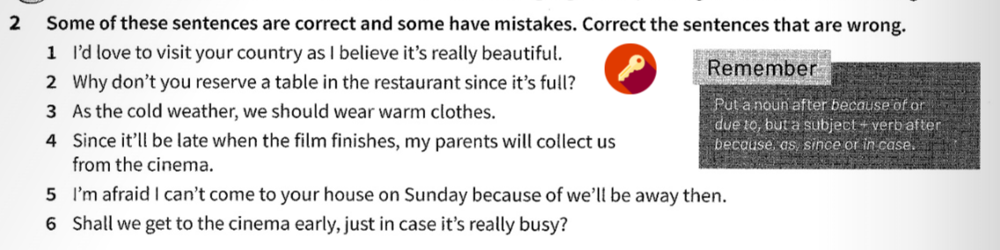 2 Some of these sentences are correct and some have mistakes. Correct the sentences that are wrong.
1 I'd love to visit your country as I believe it's really beautiful.
2 Why don't you reserve a table in the restaurant since it's full?
3 As the cold weather, we should wear warm clothes.
4 Since it'll be late when the film finishes, my parents will collect us
from the cinema.
5 I'm afraid I can't come to your house on Sunday because of we'll be away then.
6 Shall we get to the cinema early, just in case it's really busy?
Remember
Put a noun after because of or
due to, but a subject + verb after
because, as, since or in case.